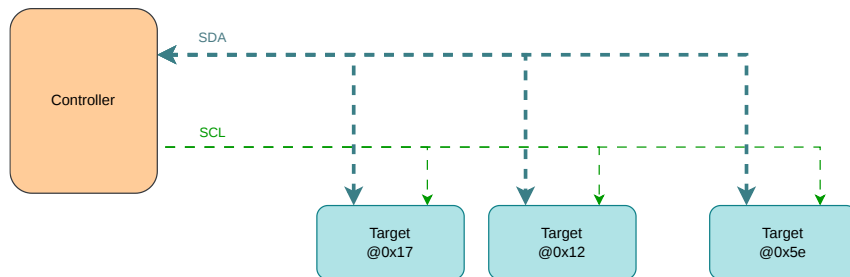 SDA
Controller
SCL
Target
@0x17
Target
@0x12
Target
@0x5e